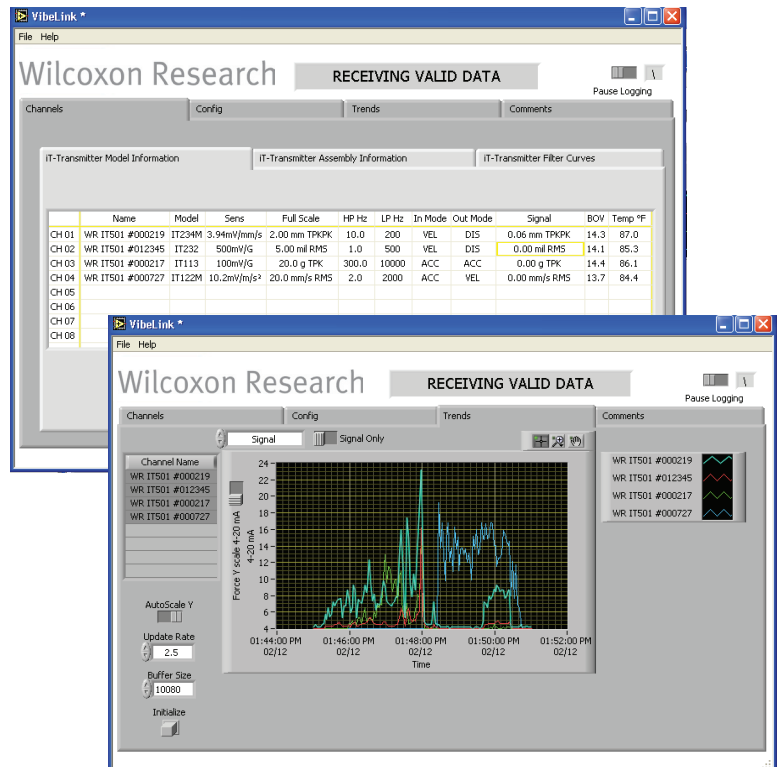 VibeLink *
File Help
Wilcoxon Research
RECEIVING VALID DATA
\
Pause Logging
Channels Config Trends Comments
iT-Transmitter Model Information iT-Transmitter Assembly Information iT-Transmitter Filter Curves
Name Model Sens Full Scale HP Hz LP Hz In Mode Out Mode Signal BOV Temp °F
CH 01 WR IT501 #000219 IT234M 3.94mV/mm/s 2.00 mm TPKPK 10.0 200 VEL DIS 0.06 mm TPKPK 14.3 87.0
CH 02 WR IT501 #012345 IT232 500mV/G 5.00 mil RMS 1.0 500 VEL DIS 0.00 mil RMS 14.1 85.3
CH 03 WR IT501 #000217 IT113 100mV/G 20.0 g TPK 300.0 10000 ACC ACC 0.00 g TPK 14.4 86.1
CH 04 WR IT501 #000727 IT122M 10.2mV/m/s² 20.0 mm/s RMS 2.0 2000 ACC VEL 0.00 mm/s RMS 13.7 84.4
CH 05
CH 06
CH 07
CH 08
VibeLink *
File Help
Wilcoxon Research
RECEIVING VALID DATA
\
Pause Logging
Channels Config Trends Comments
Signal Signal Only
Channel Name
WR IT501 #000219
WR IT501 #012345
WR IT501 #000217
WR IT501 #000727
AutoScale Y
Update Rate
2.5
Buffer Size
10080
Initialize
Force Y scale 4-20 mA
4-20 mA
24
22
20
18
16
14
12
10
8
6
4
01:44:00 PM 01:46:00 PM 01:48:00 PM 01:50:00 PM 01:52:00 PM
02/12 02/12 02/12 02/12 02/12
Time
WR IT501 #000219
WR IT501 #012345
WR IT501 #000217
WR IT501 #000727